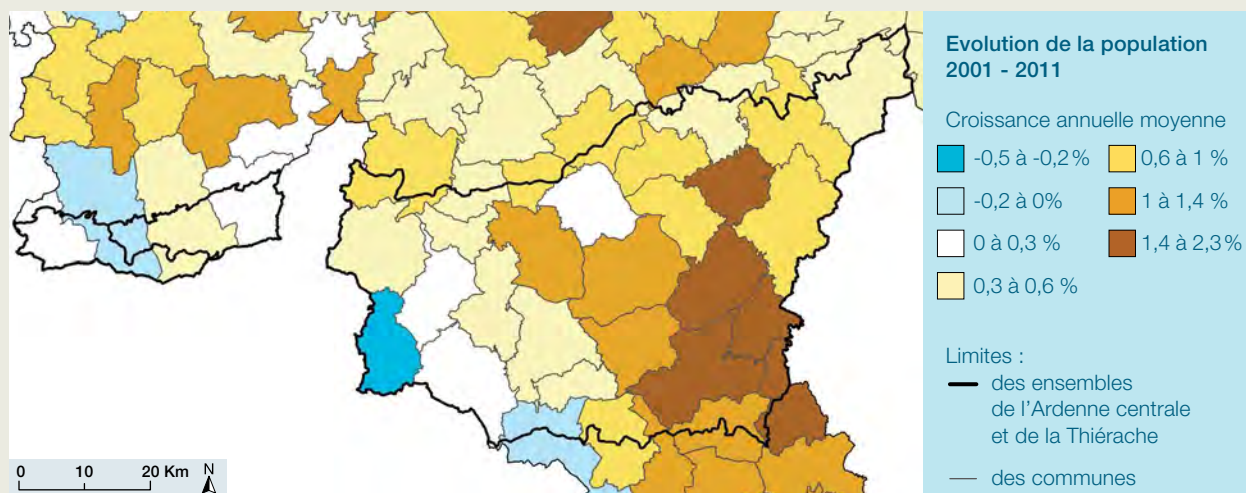 Evolution de la population
2001 - 2011
Croissance annuelle moyenne
-0,5 à -0,2 %
0,6 à 1 %
-0,2 à 0%
1 à 1,4 %
0 à 0,3 %
1,4 à 2,3 %
0,3 à 0,6 %
Limites :
des ensembles
de l'Ardenne centrale
et de la Thiérache
des communes
0 10 20 Km
N